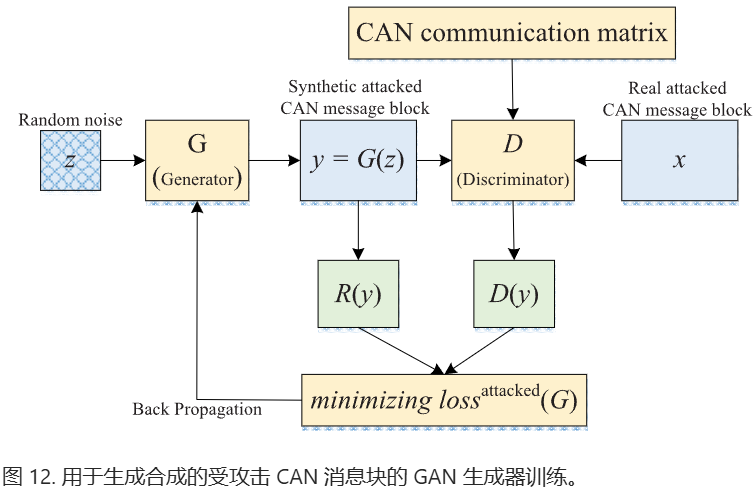 CAN communication matrix
Random noise
Synthetic attacked
CAN message block
Real attacked
CAN message block
z
G
(Generator)
y = G(z)
D
(Discriminator)
x
R(y)
D(y)
minimizing loss^attacked(G)
Back Propagation
图 12. 用于生成合成的受攻击 CAN 消息块的 GAN 生成器训练。